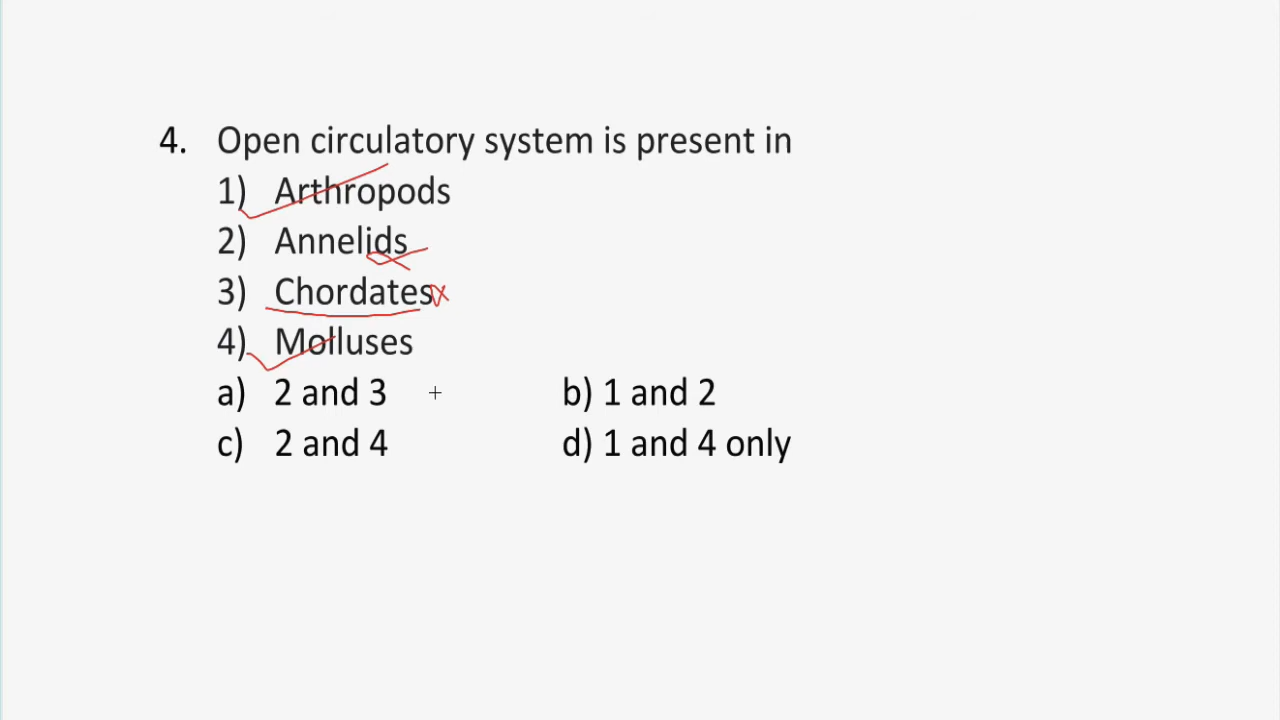 4. Open circulatory system is present in
1) Arthropods
2) Annelids
3) Chordates
4) Molluses
a) 2 and 3 b) 1 and 2
c) 2 and 4 d) 1 and 4 only